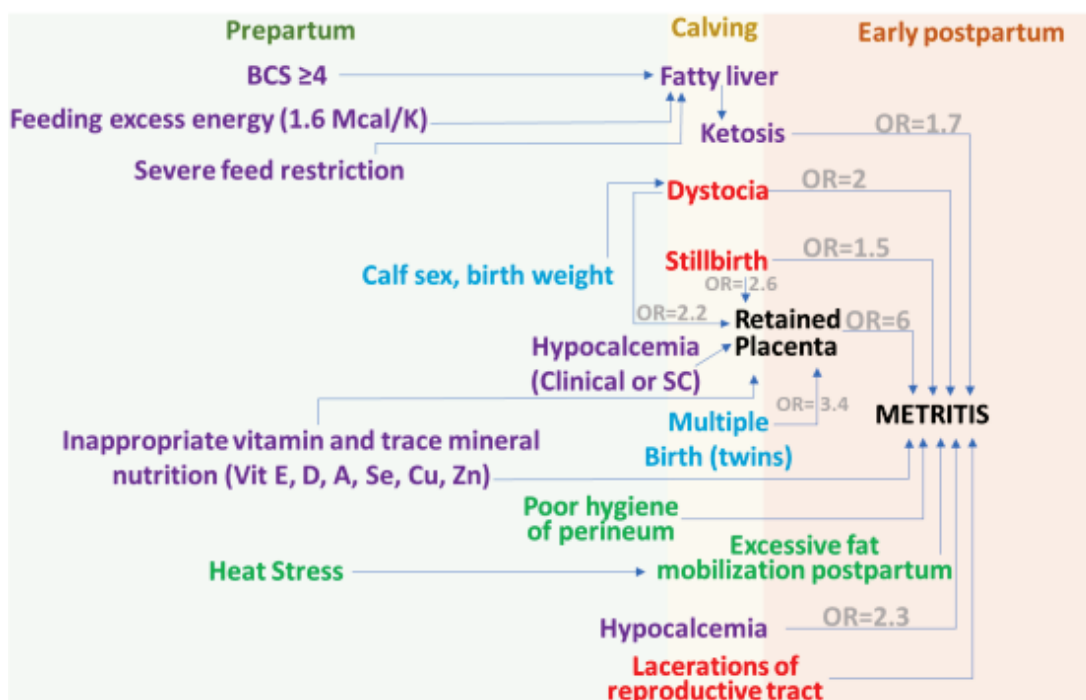 Prepartum
Calving
Early postpartum
BCS ≥4
Fatty liver
Feeding excess energy (1.6 Mcal/K)
Ketosis
OR=1.7
Severe feed restriction
Dystocia
OR=2
Calf sex, birth weight
Stillbirth
OR=1.5
OR=2.6
OR=2.2
Retained
Placenta
OR=6
Hypocalcemia
(Clinical or SC)
Multiple
Birth (twins)
OR= 3.4
METRITIS
Inappropriate vitamin and trace mineral
nutrition (Vit E, D, A, Se, Cu, Zn)
Poor hygiene
of perineum
Excessive fat
mobilization postpartum
Heat Stress
Hypocalcemia
OR=2.3
Lacerations of
reproductive tract